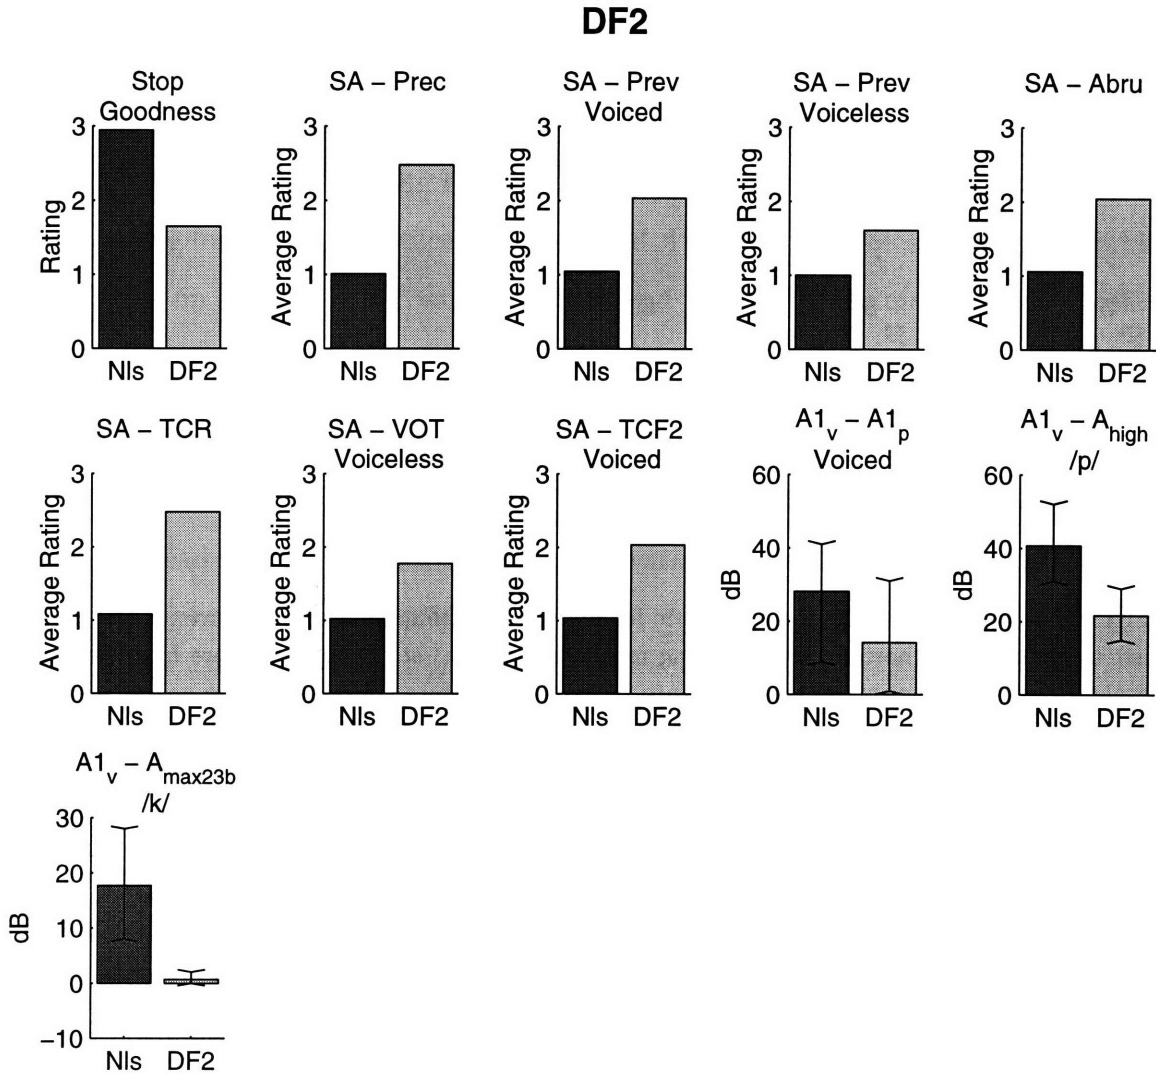 DF2
Stop
Goodness
3
2
1
0
Rating
Nls DF2
SA – Prec
3
2
1
0
Average Rating
Nls DF2
SA – Prev
Voiced
3
2
1
0
Average Rating
Nls DF2
SA – Prev
Voiceless
3
2
1
0
Average Rating
Nls DF2
SA – Abru
3
2
1
0
Average Rating
Nls DF2
SA – TCR
3
2
1
0
Average Rating
Nls DF2
SA – VOT
Voiceless
3
2
1
0
Average Rating
Nls DF2
SA – TCF2
Voiced
3
2
1
0
Average Rating
Nls DF2
A1v – A1p
Voiced
60
40
20
0
dB
Nls DF2
A1v – Ahigh
/p/
60
40
20
0
dB
Nls DF2
A1v – Amax23b
/k/
30
20
10
0
–10
dB
Nls DF2